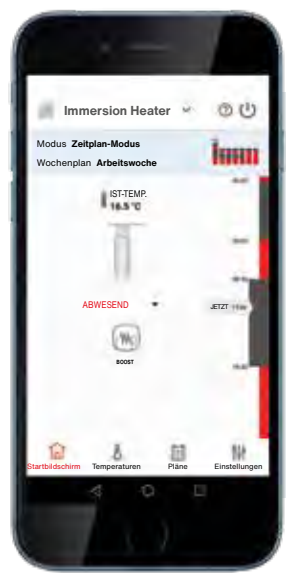 Immersion Heater
Modus Zeitplan-Modus
Wochenplan Arbeitswoche
IST-TEMP.
16.5 °C
ABWESEND
JETZT
BOOST
Startbildschirm Temperaturen Pläne Einstellungen